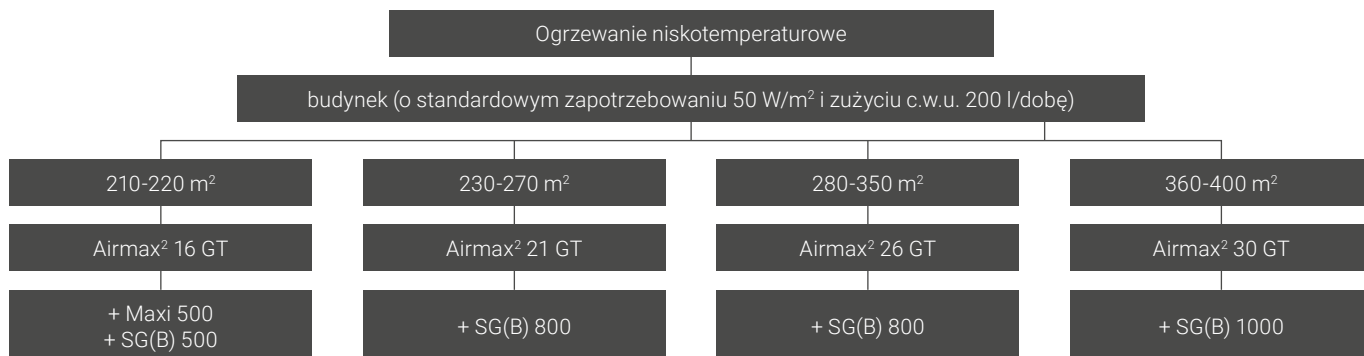 Ogrzewanie niskotemperaturowe
budynek (o standardowym zapotrzebowaniu 50 W/m² i zużyciu c.w.u. 200 l/dobę)
210-220 m²
230-270 m²
280-350 m²
360-400 m²
Airmax² 16 GT
Airmax² 21 GT
Airmax² 26 GT
Airmax² 30 GT
+ Maxi 500
+ SG(B) 500
+ SG(B) 800
+ SG(B) 800
+ SG(B) 1000